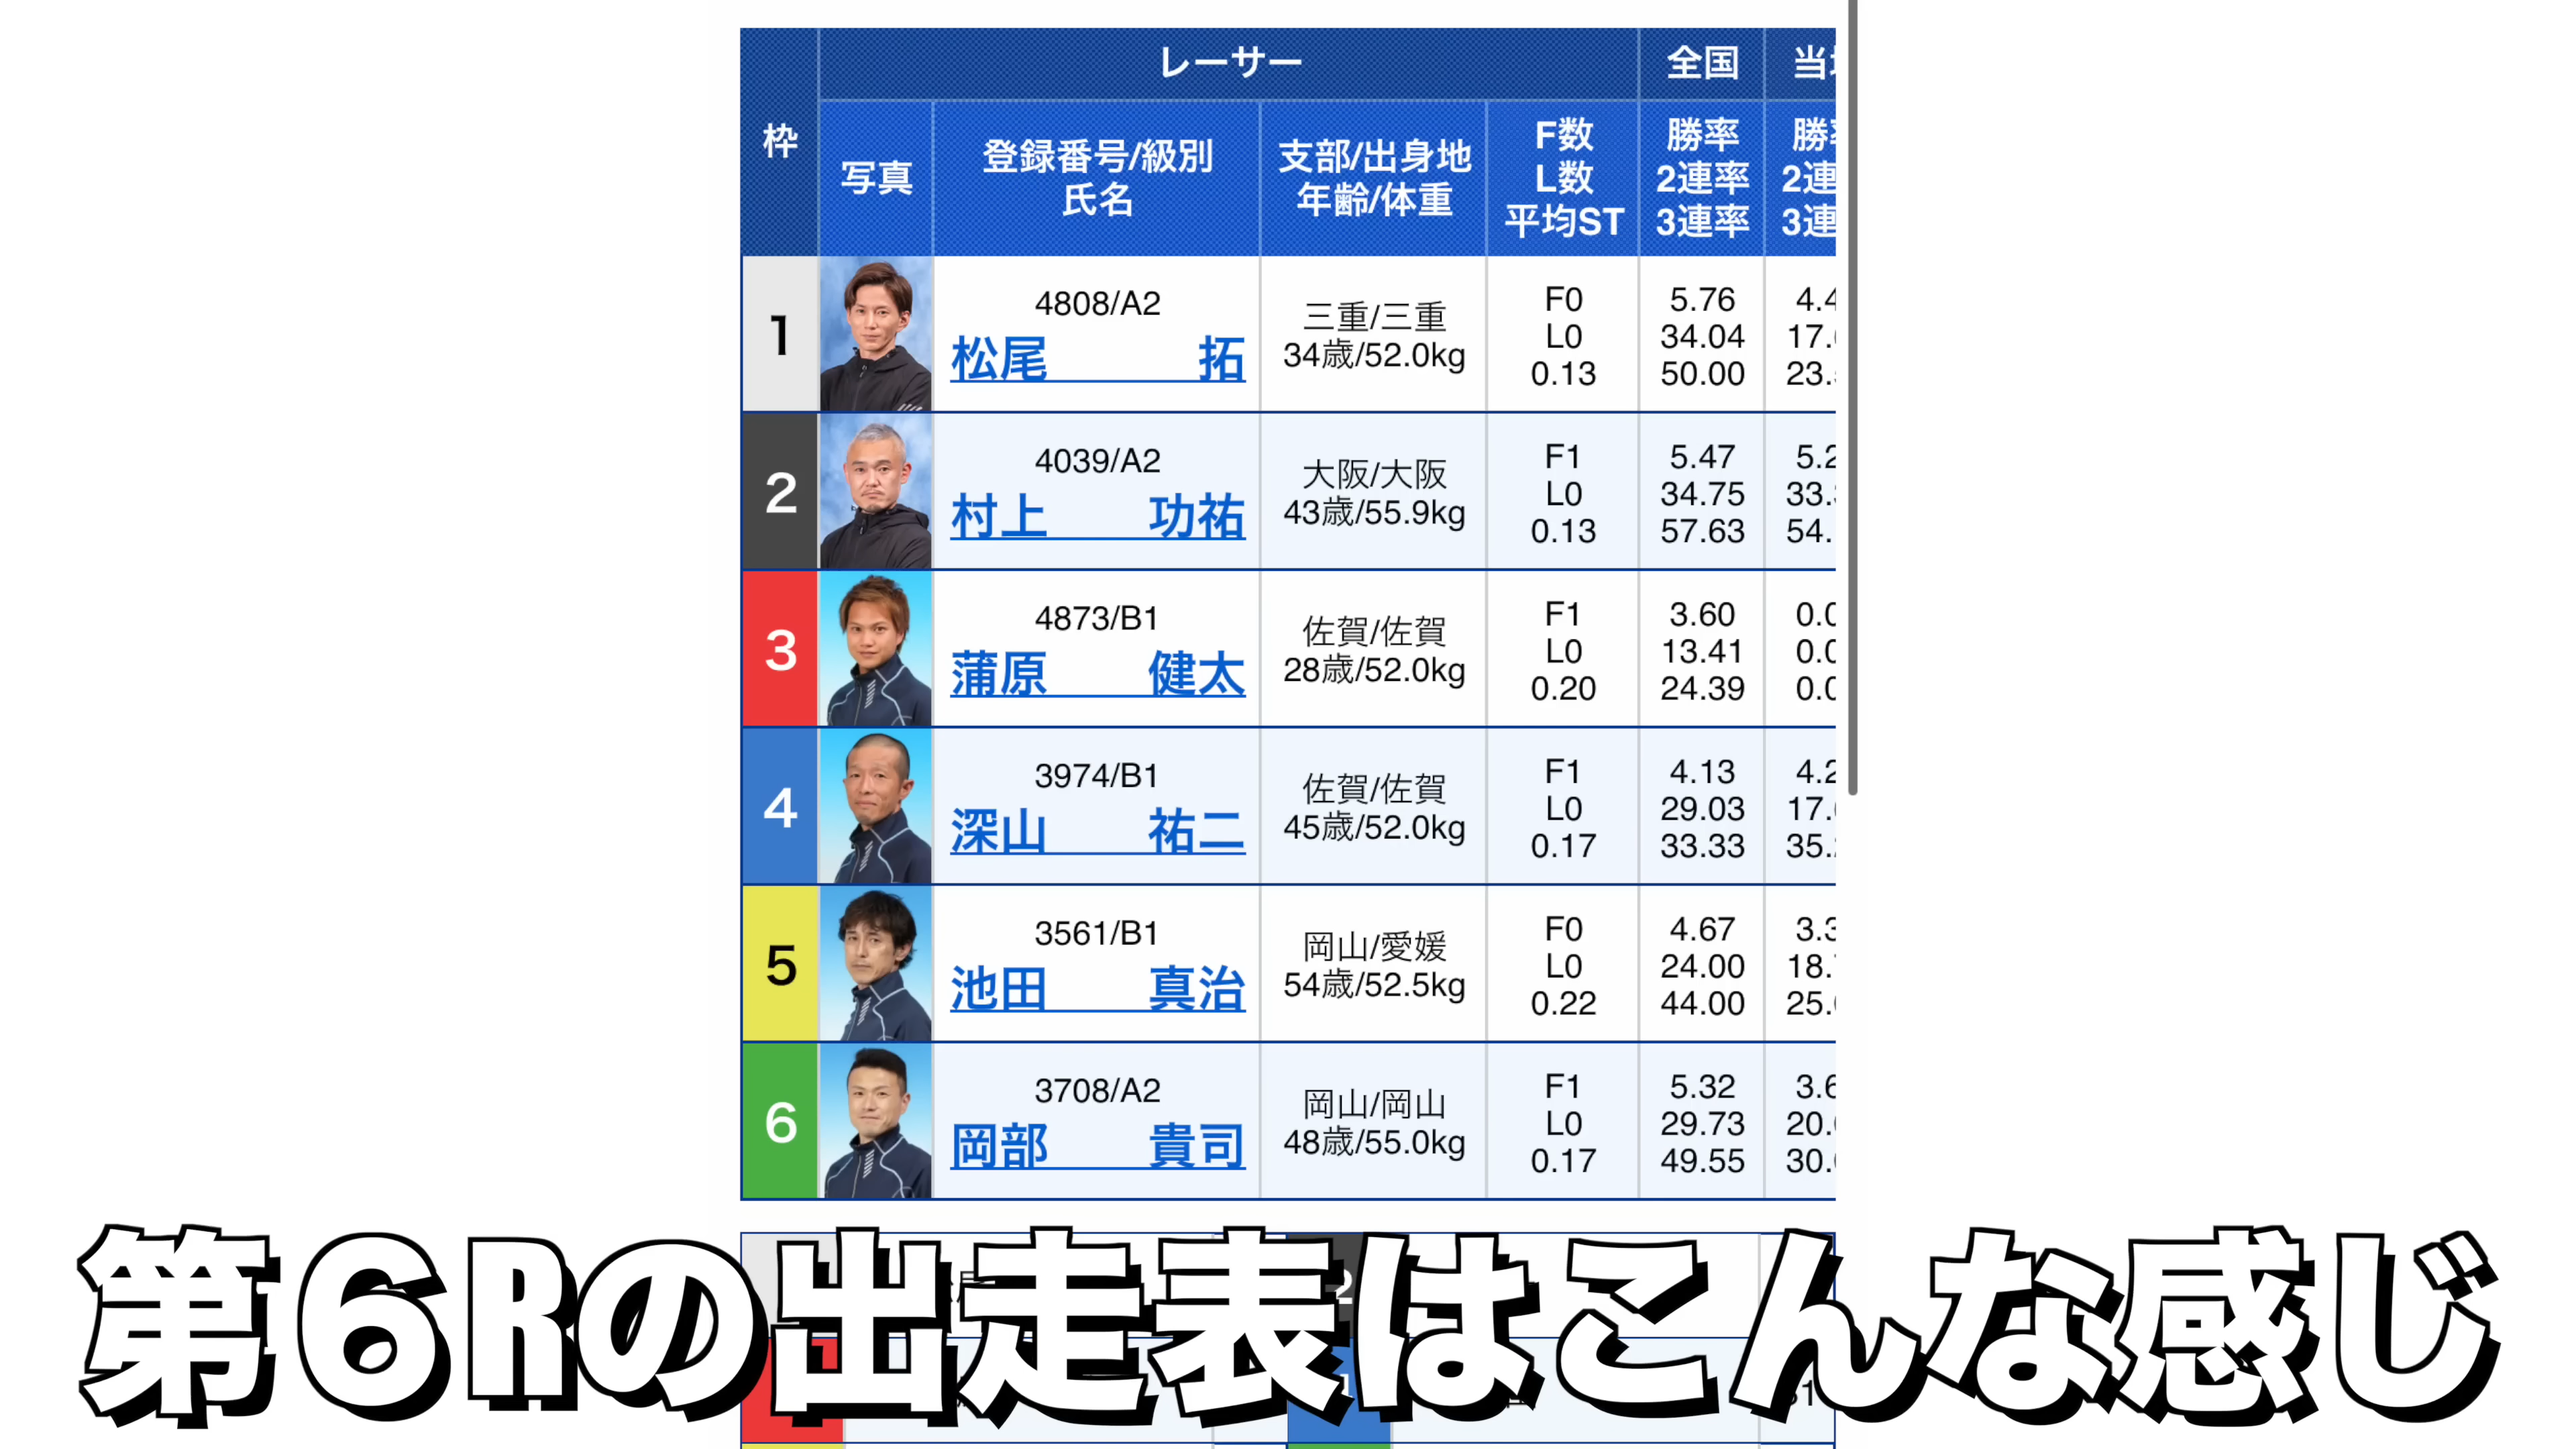 レーサー 全国
枠 写真 登録番号/級別 氏名 支部/出身地 年齢/体重 F数 L数 平均ST 勝率 2連率 3連率
1 4808/A2 三重/三重 F0 5.76
松尾 拓 34歳/52.0kg L0 34.04
0.13 50.00
2 4039/A2 大阪/大阪 F1 5.47
村上 功祐 43歳/55.9kg L0 34.75
0.13 57.63
3 4873/B1 佐賀/佐賀 F1 3.60
蒲原 健太 28歳/52.0kg L0 13.41
0.20 24.39
4 3974/B1 佐賀/佐賀 F1 4.13
深山 祐二 45歳/52.0kg L0 29.03
0.17 33.33
5 3561/B1 岡山/愛媛 F0 4.67
池田 真治 54歳/52.5kg L0 24.00
0.22 44.00
6 3708/A2 岡山/岡山 F1 5.32
岡部 貴司 48歳/55.0kg L0 29.73
0.17 49.55
第6Rの出走表はこんな感じ